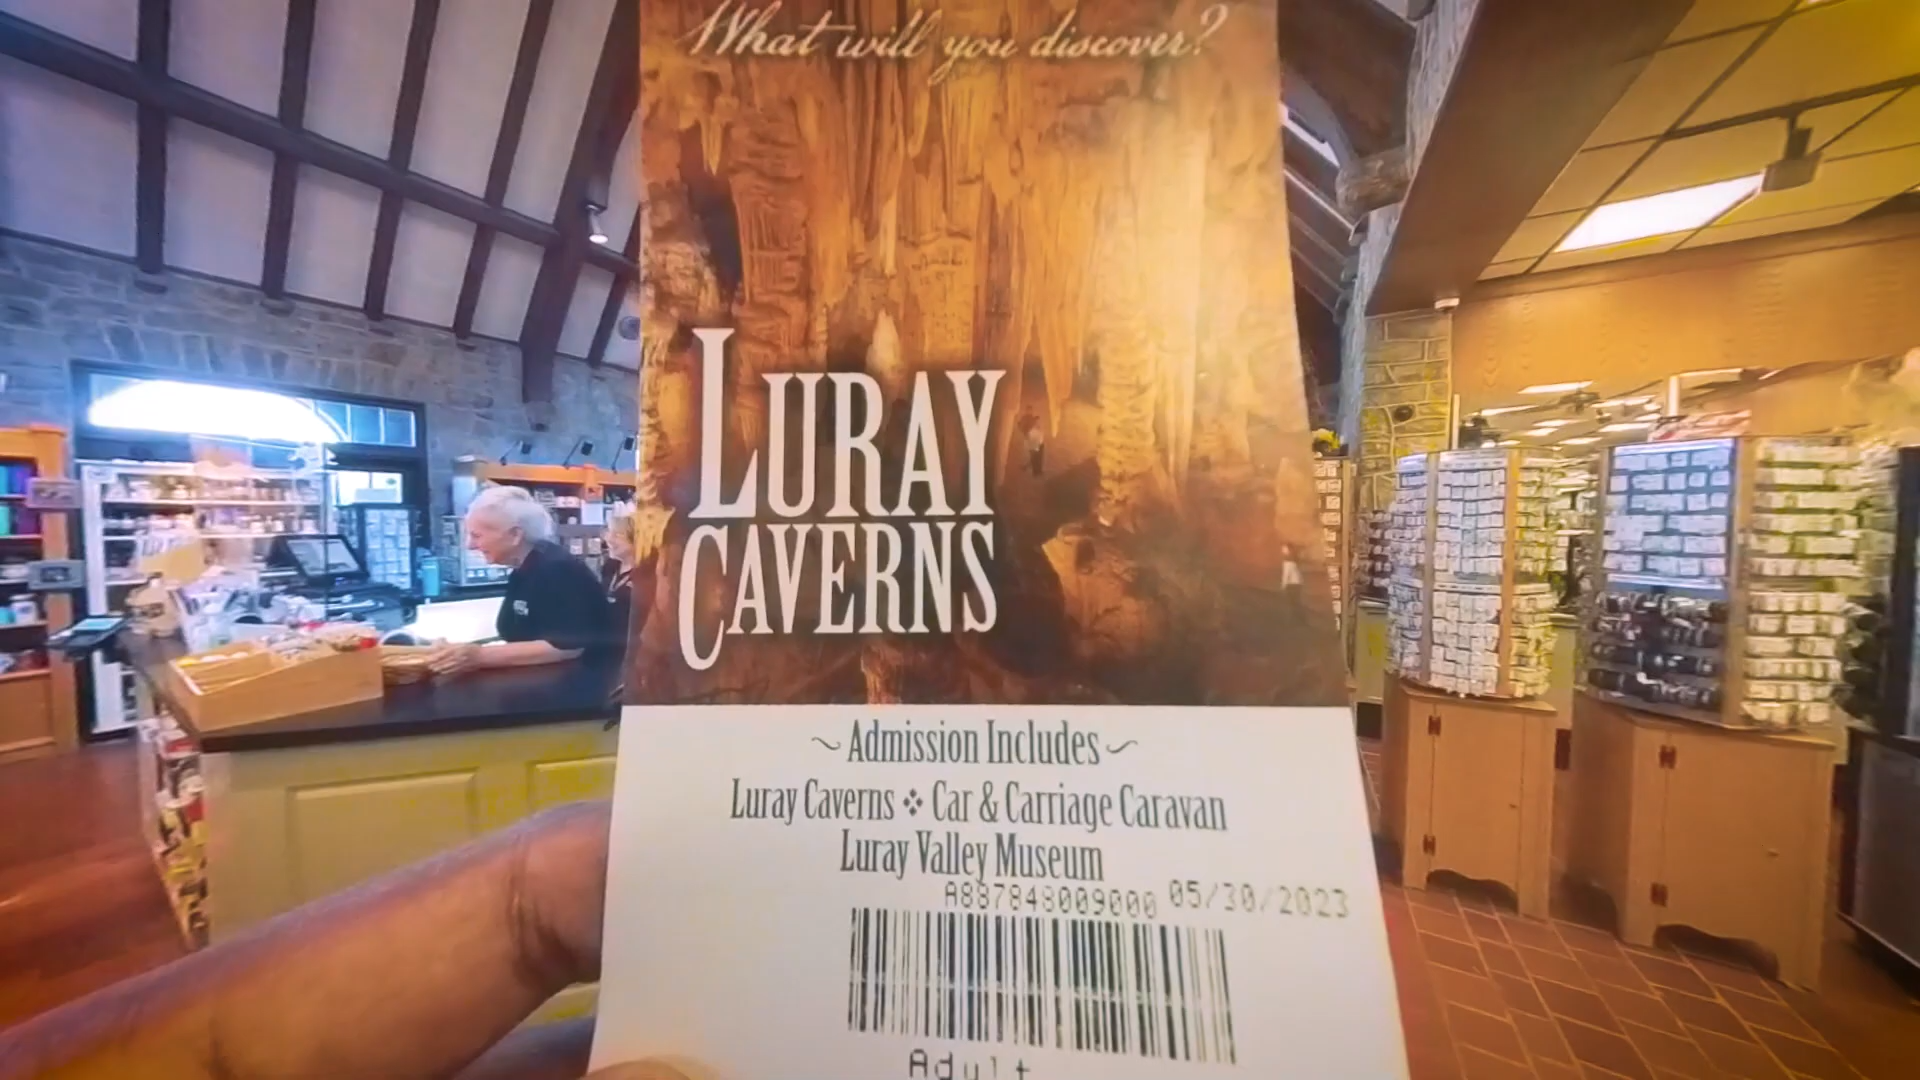 What will you discover?
LURAY
CAVERNS
~Admission Includes~
Luray Caverns ❖ Car & Carriage Caravan
Luray Valley Museum
A887848009000 05/30/2023
Adult